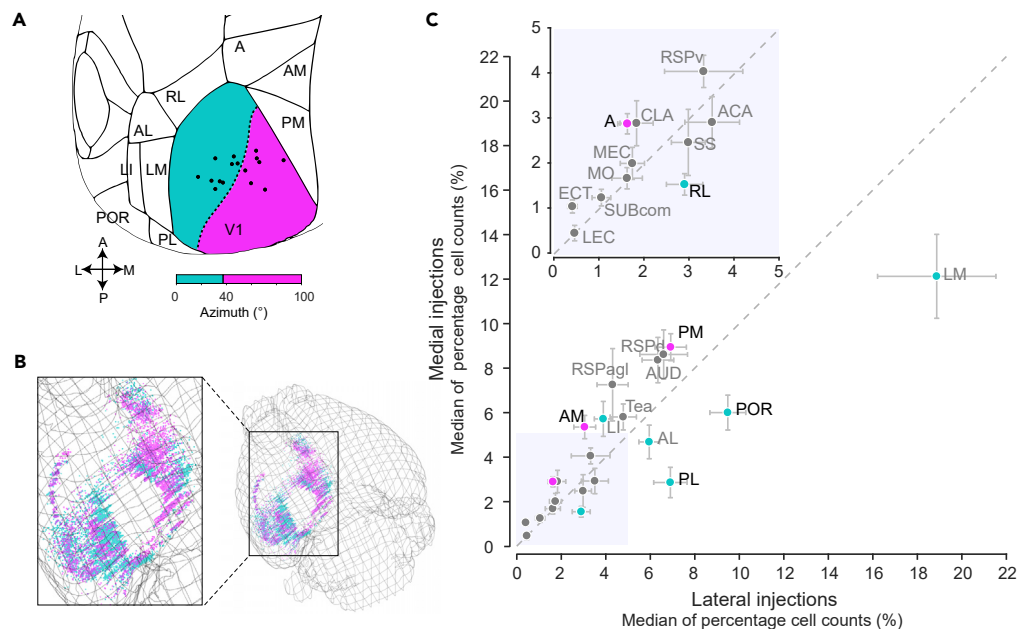 A
A
AM
RL
PM
AL
LI
LM
POR
V1
PL
A
L
M
P
0
40
100
Azimuth (°)
B
C
Medial injections
Median of percentage cell counts (%)
22
22
20
18
16
14
12
10
8
6
4
2
0
5
4
3
2
1
0
RSPv
A
CLA
ACA
SS
MEC
MO
RL
ECT
SUBcom
LEC
0
1
2
3
4
5
LM
PM
RSPd
AUD
RSPagl
Tea
AM
LI
POR
AL
PL
0
2
4
6
8
10
12
14
16
18
20
22
Lateral injections
Median of percentage cell counts (%)